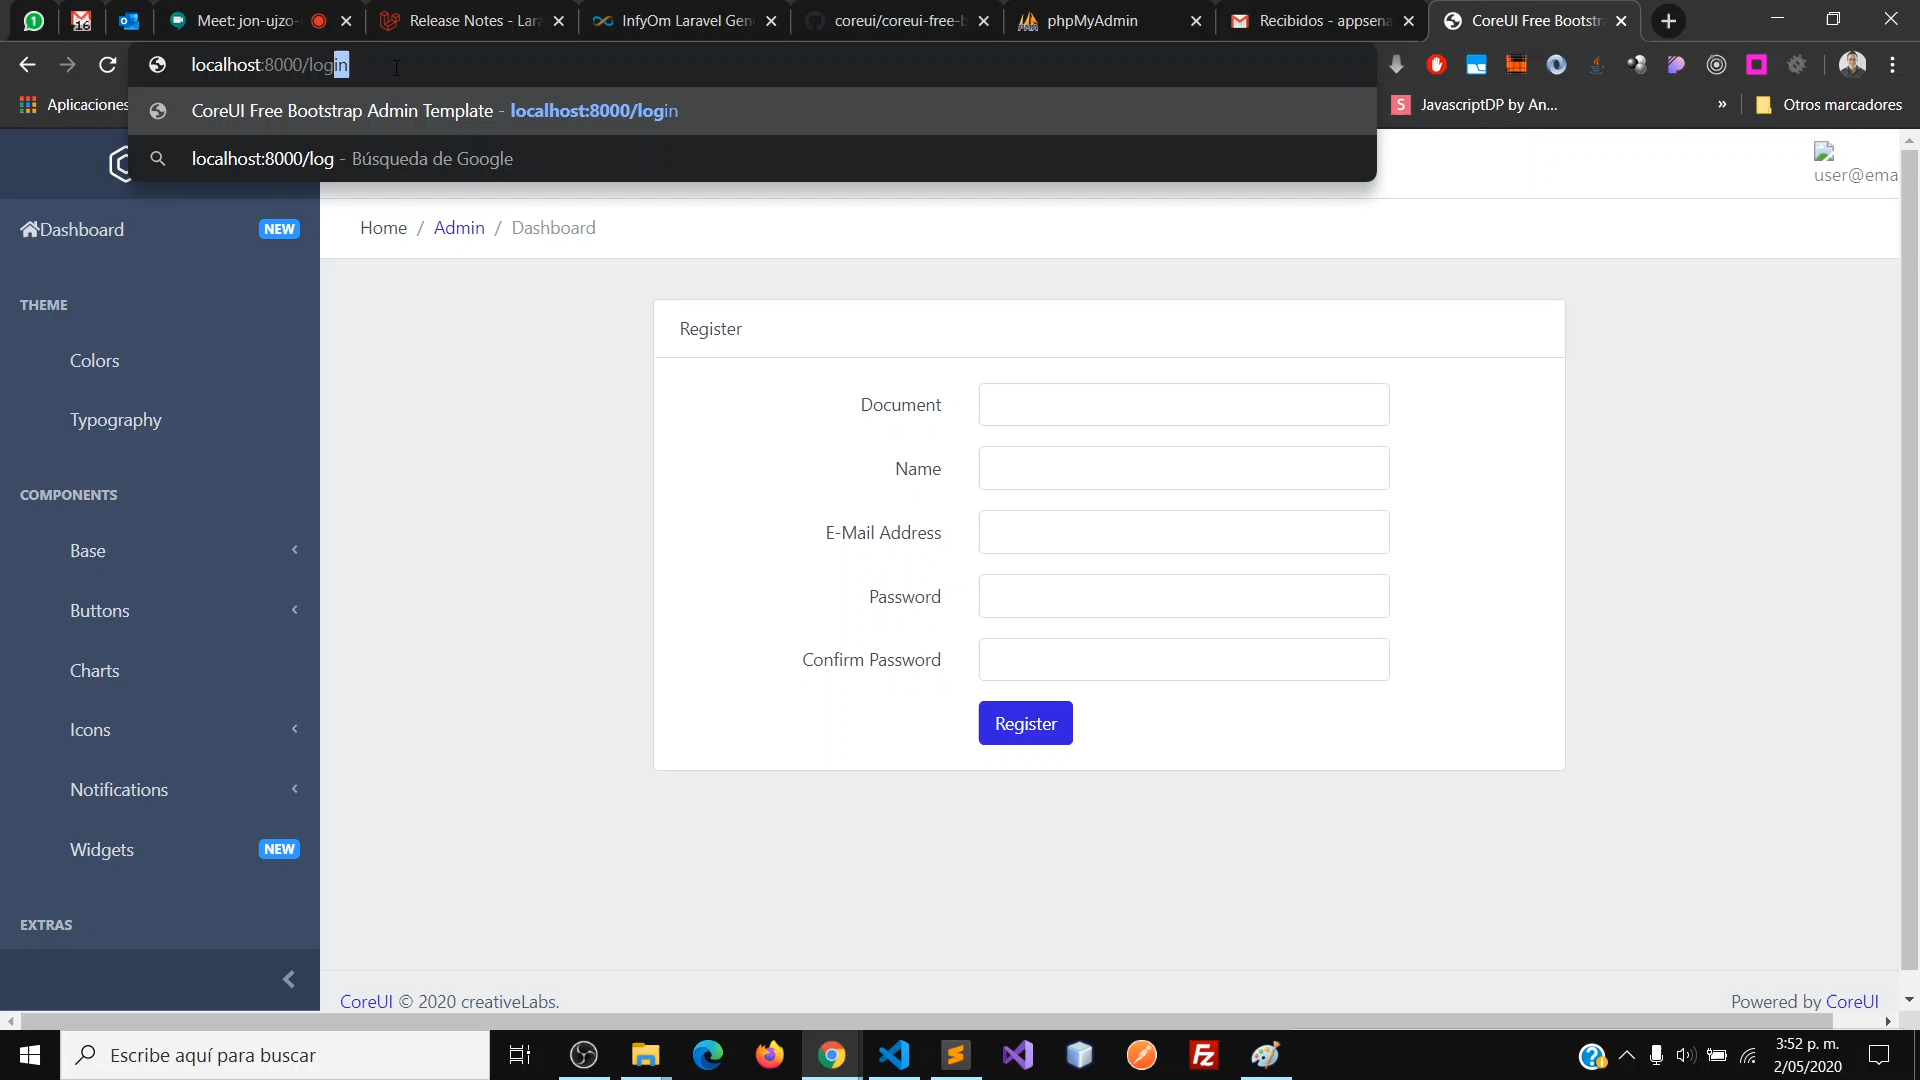 Meet: jon-ujzo-
Release Notes - Lara
InfyOm Laravel Gen
coreui/coreui-free-b
phpMyAdmin
Recibidos - appsena
CoreUI Free Bootstr
16
localhost:8000/login
Aplicaciones
CoreUI Free Bootstrap Admin Template - localhost:8000/login
S JavascriptDP by An...
»
Otros marcadores
localhost:8000/log - Búsqueda de Google
user@ema
Dashboard NEW
Home / Admin / Dashboard
THEME
Colors
Typography
COMPONENTS
Base
Buttons
Charts
Icons
Notifications
Widgets NEW
EXTRAS
Register
Document
Name
E-Mail Address
Password
Confirm Password
Register
CoreUI © 2020 creativeLabs.
Powered by CoreUI
Escribe aquí para buscar
3:52 p. m.
2/05/2020